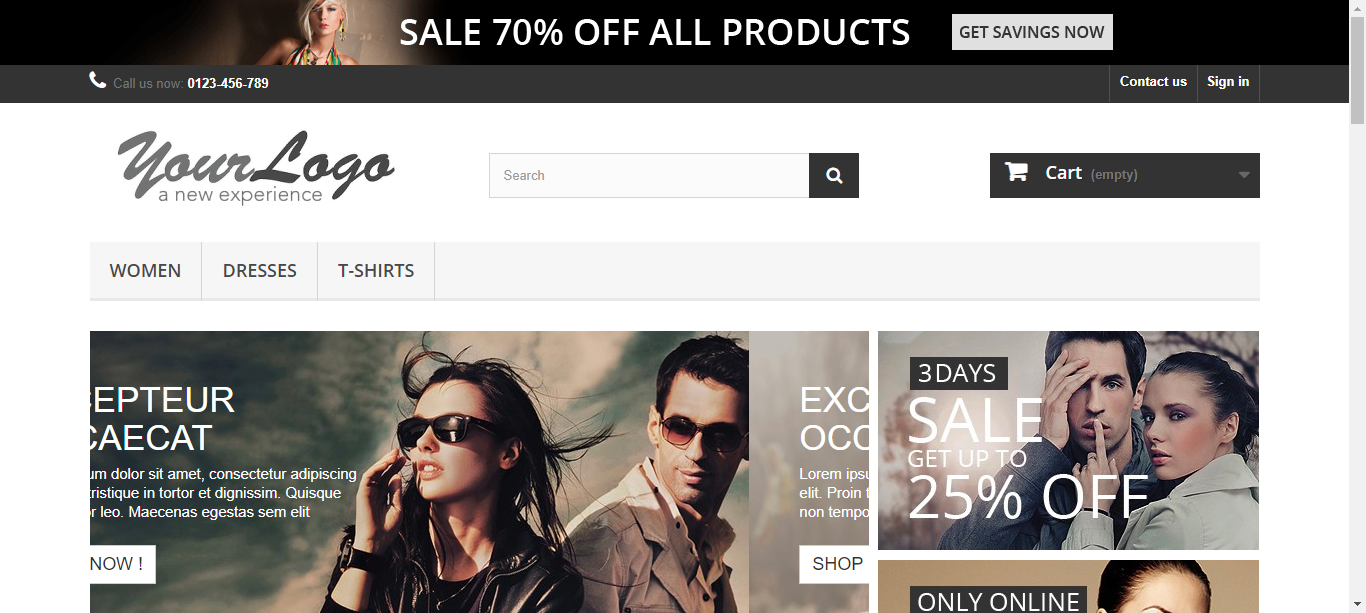 SALE 70% OFF ALL PRODUCTS
GET SAVINGS NOW
Call us now: 0123-456-789
Contact us
Sign in
YourLogo
a new experience
Search
Cart (empty)
WOMEN
DRESSES
T-SHIRTS
CEPTEUR
CAECAT
um dolor sit amet, consectetur adipiscing
tristique in tortor et dignissim. Quisque
r leo. Maecenas egestas sem elit
NOW !
EXC
OCC
Lorem ipsu
elit. Proin t
non tempo
SHOP
3 DAYS
SALE
GET UP TO
25% OFF
ONLY ONLINE